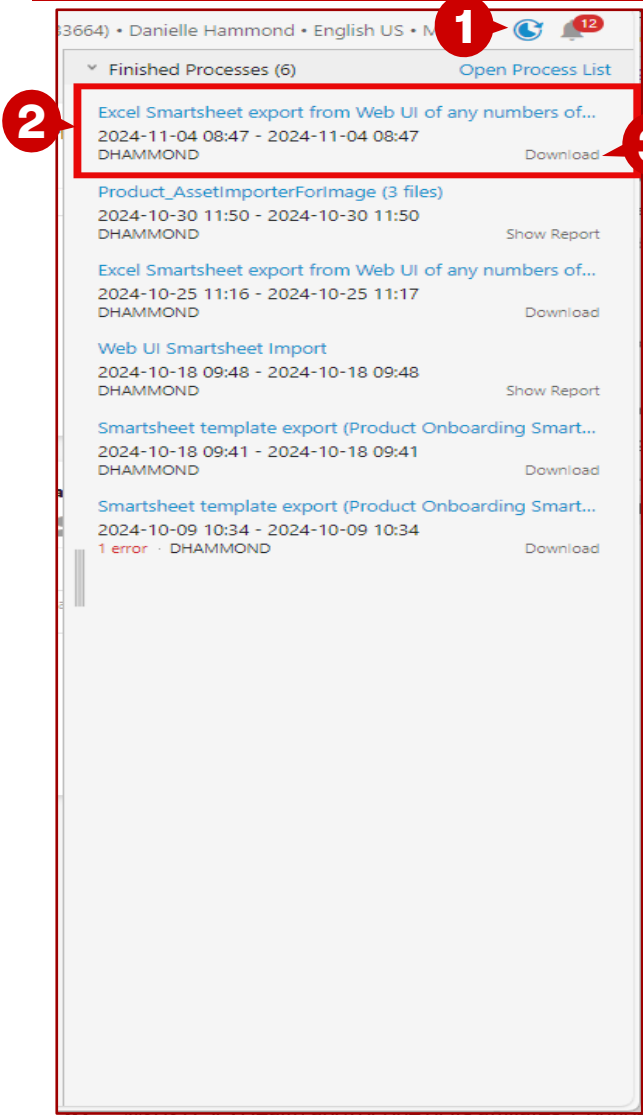 33664) • Danielle Hammond • English US • M 1 12
Finished Processes (6) Open Process List
2
Excel Smartsheet export from Web UI of any numbers of...
2024-11-04 08:47 - 2024-11-04 08:47
DHAMMOND Download
Product_AssetImporterForImage (3 files)
2024-10-30 11:50 - 2024-10-30 11:50
DHAMMOND Show Report
Excel Smartsheet export from Web UI of any numbers of...
2024-10-25 11:16 - 2024-10-25 11:17
DHAMMOND Download
Web UI Smartsheet Import
2024-10-18 09:48 - 2024-10-18 09:48
DHAMMOND Show Report
Smartsheet template export (Product Onboarding Smart...
2024-10-18 09:41 - 2024-10-18 09:41
DHAMMOND Download
Smartsheet template export (Product Onboarding Smart...
2024-10-09 10:34 - 2024-10-09 10:34
1 error · DHAMMOND Download